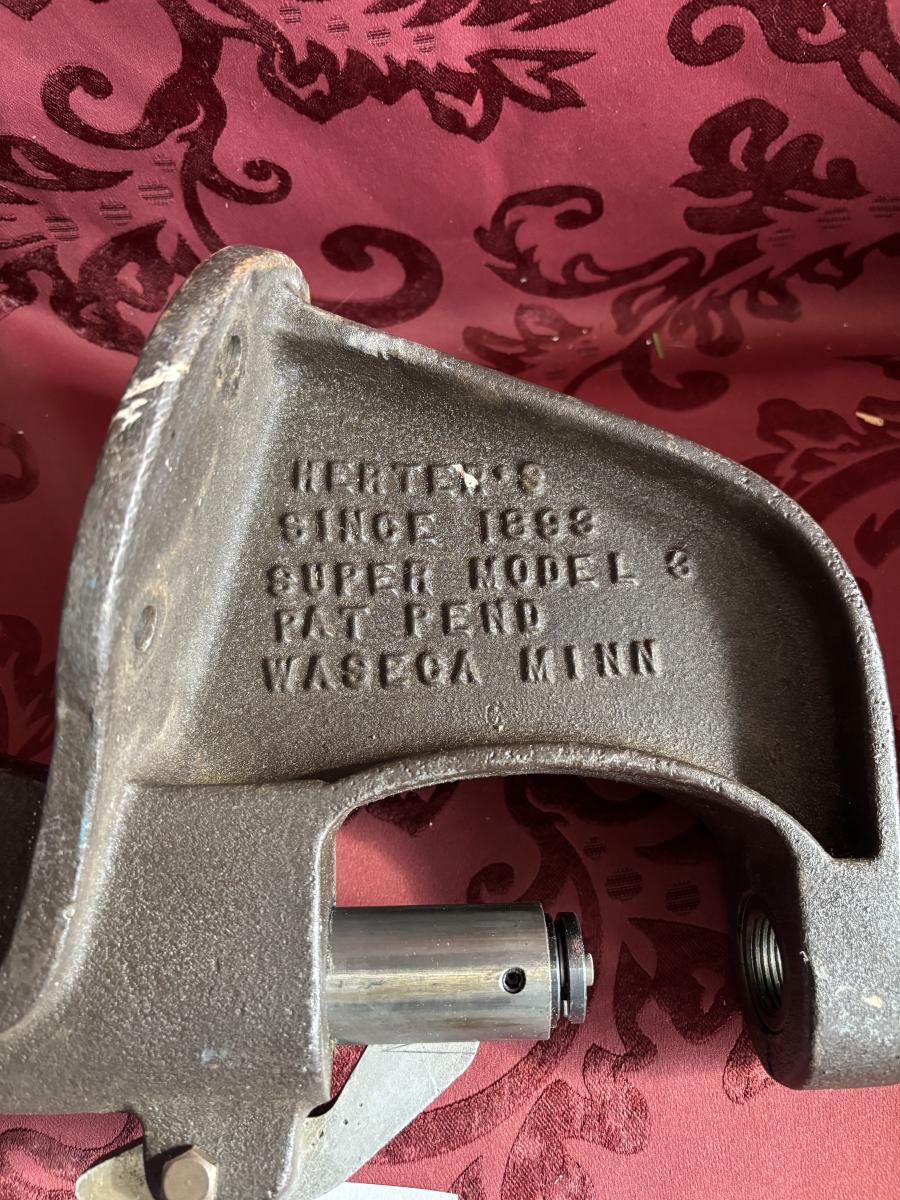 HERTER'S
SINCE 1893
SUPER MODEL 3
PAT PEND
WASECA MINN